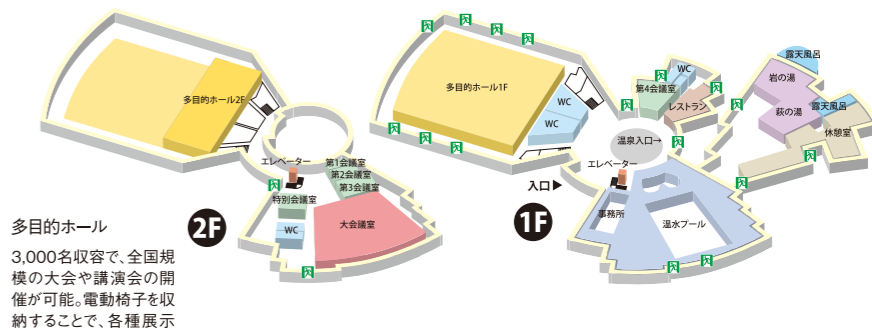 多目的ホール2F
エレベーター
第1会議室
第2会議室
第3会議室
特別会議室
WC
大会議室
2F
多目的ホール
3,000名収容で、全国規
模の大会や講演会の開
催が可能。電動椅子を収
納することで、各種展示
多目的ホール1F
WC
WC
WC
第4会議室
レストラン
温泉入口→
エレベーター
入口▶
事務所
温水プール
1F
露天風呂
岩の湯
露天風呂
萩の湯
休憩室